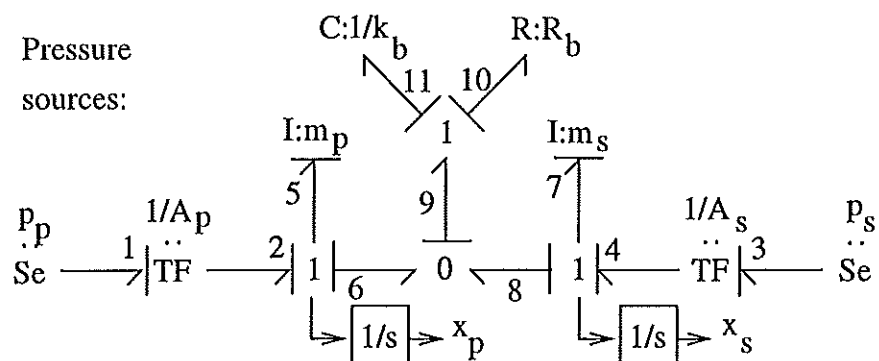 Pressure
sources:
C:1/k_b
R:R_b
11
10
1
I:m_p
I:m_s
5
9
7
p_p
1/A_p
1/A_s
p_s
1
2
4
3
Se
TF
1
0
1
TF
Se
6
8
1/s
x_p
1/s
x_s